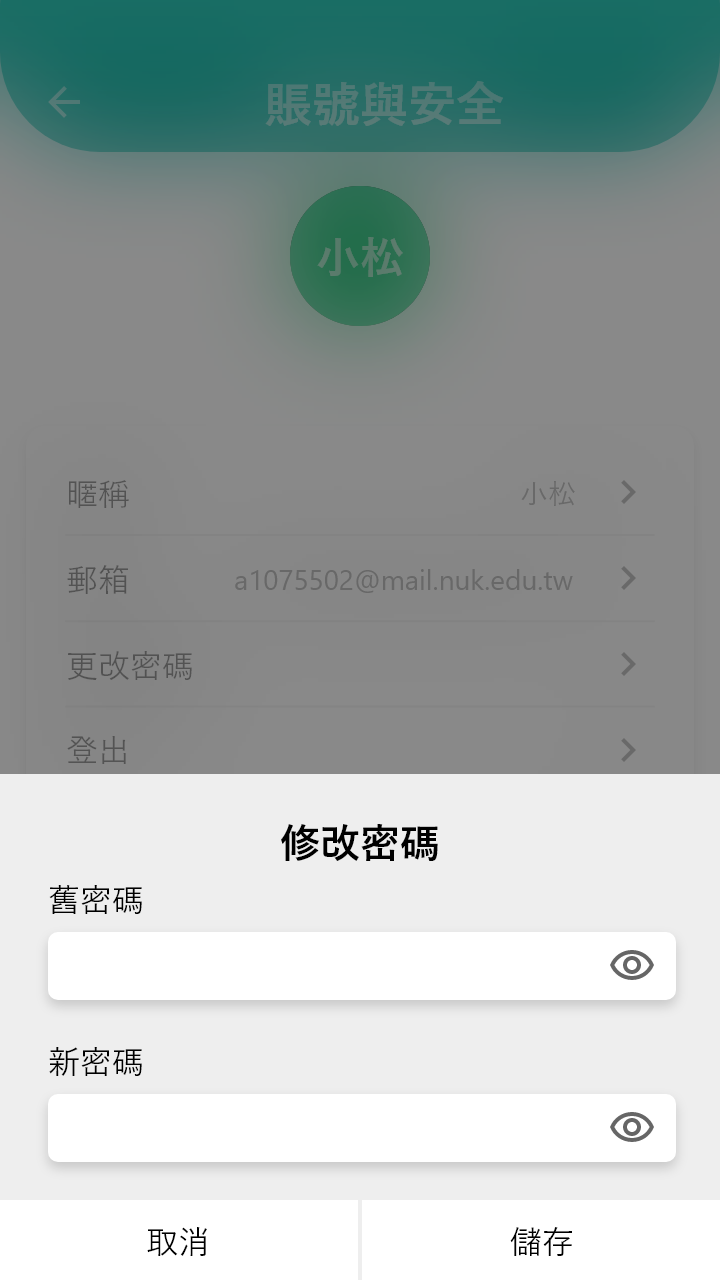 賬號與安全
小松
暱稱 小松
郵箱 a1075502@mail.nuk.edu.tw
更改密碼
登出
修改密碼
舊密碼
新密碼
取消 儲存